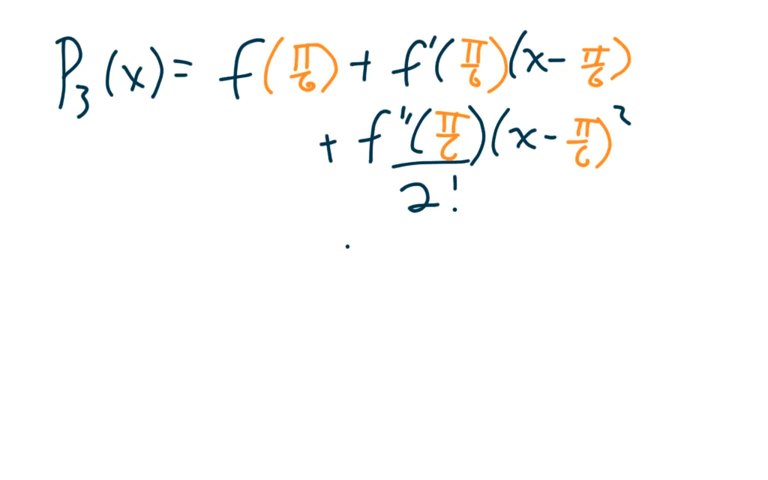 P₃(x) = f(π/6) + f'(π/6)(x - π/6)
+ f''(π/6)/2! (x - π/6)²